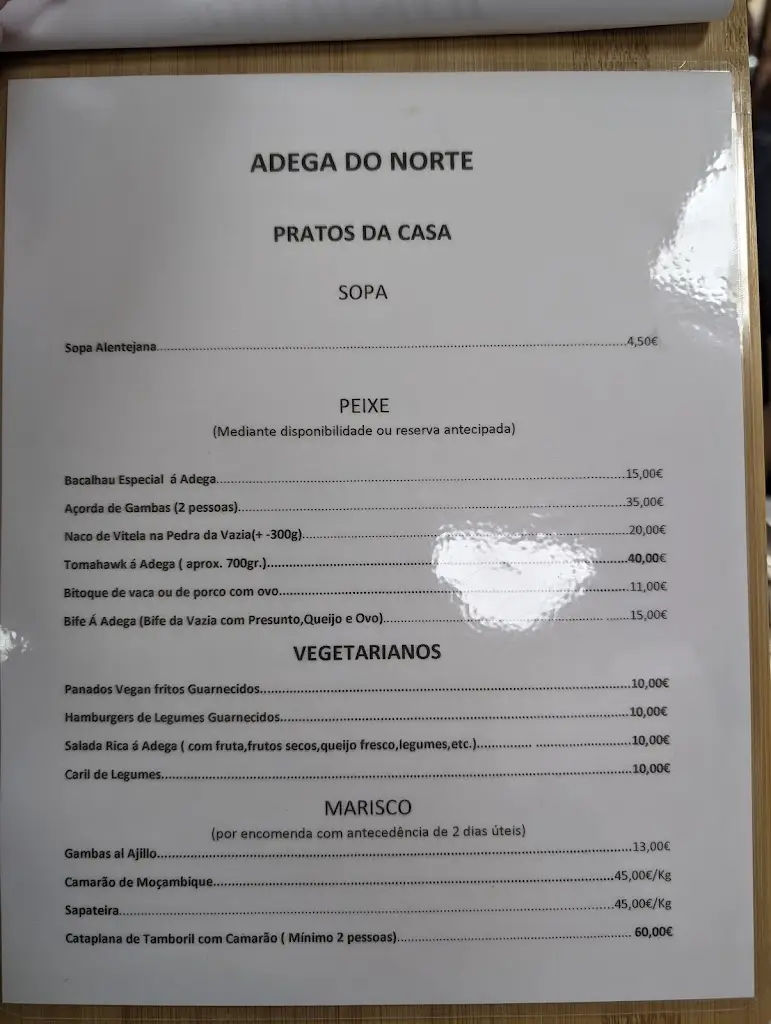 ADEGA DO NORTE
PRATOS DA CASA
SOPA
Sopa Alentejana 4,50€
PEIXE
(Mediante disponibilidade ou reserva antecipada)
Bacalhau Especial á Adega 15,00€
Açorda de Gambas (2 pessoas) 35,00€
Naco de Vitela na Pedra da Vazia(+ -300g) 20,00€
Tomahawk á Adega ( aprox. 700gr.) 40,00€
Bitoque de vaca ou de porco com ovo 11,00€
Bife Á Adega (Bife da Vazia com Presunto,Queijo e Ovo) 15,00€
VEGETARIANOS
Panados Vegan fritos Guarnecidos 10,00€
Hamburgers de Legumes Guarnecidos 10,00€
Salada Rica á Adega ( com fruta,frutos secos,queijo fresco,legumes,etc.) 10,00€
Caril de Legumes 10,00€
MARISCO
(por encomenda com antecedência de 2 dias úteis)
Gambas al Ajillo 13,00€
Camarão de Moçambique 45,00€/Kg
Sapateira 45,00€/Kg
Cataplana de Tamboril com Camarão ( Mínimo 2 pessoas) 60,00€